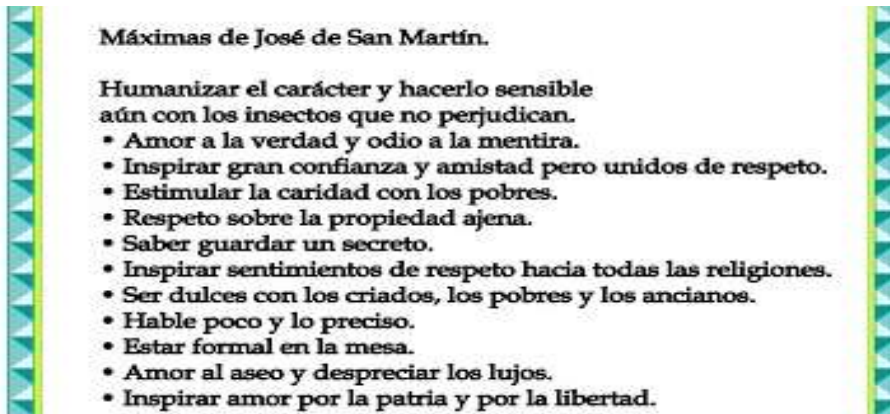 Máximas de José de San Martín.
Humanizar el carácter y hacerlo sensible
aún con los insectos que no perjudican.
• Amor a la verdad y odio a la mentira.
• Inspirar gran confianza y amistad pero unidos de respeto.
• Estimular la caridad con los pobres.
• Respeto sobre la propiedad ajena.
• Saber guardar un secreto.
• Inspirar sentimientos de respeto hacia todas las religiones.
• Ser dulces con los criados, los pobres y los ancianos.
• Hable poco y lo preciso.
• Estar formal en la mesa.
• Amor al aseo y despreciar los lujos.
• Inspirar amor por la patria y por la libertad.